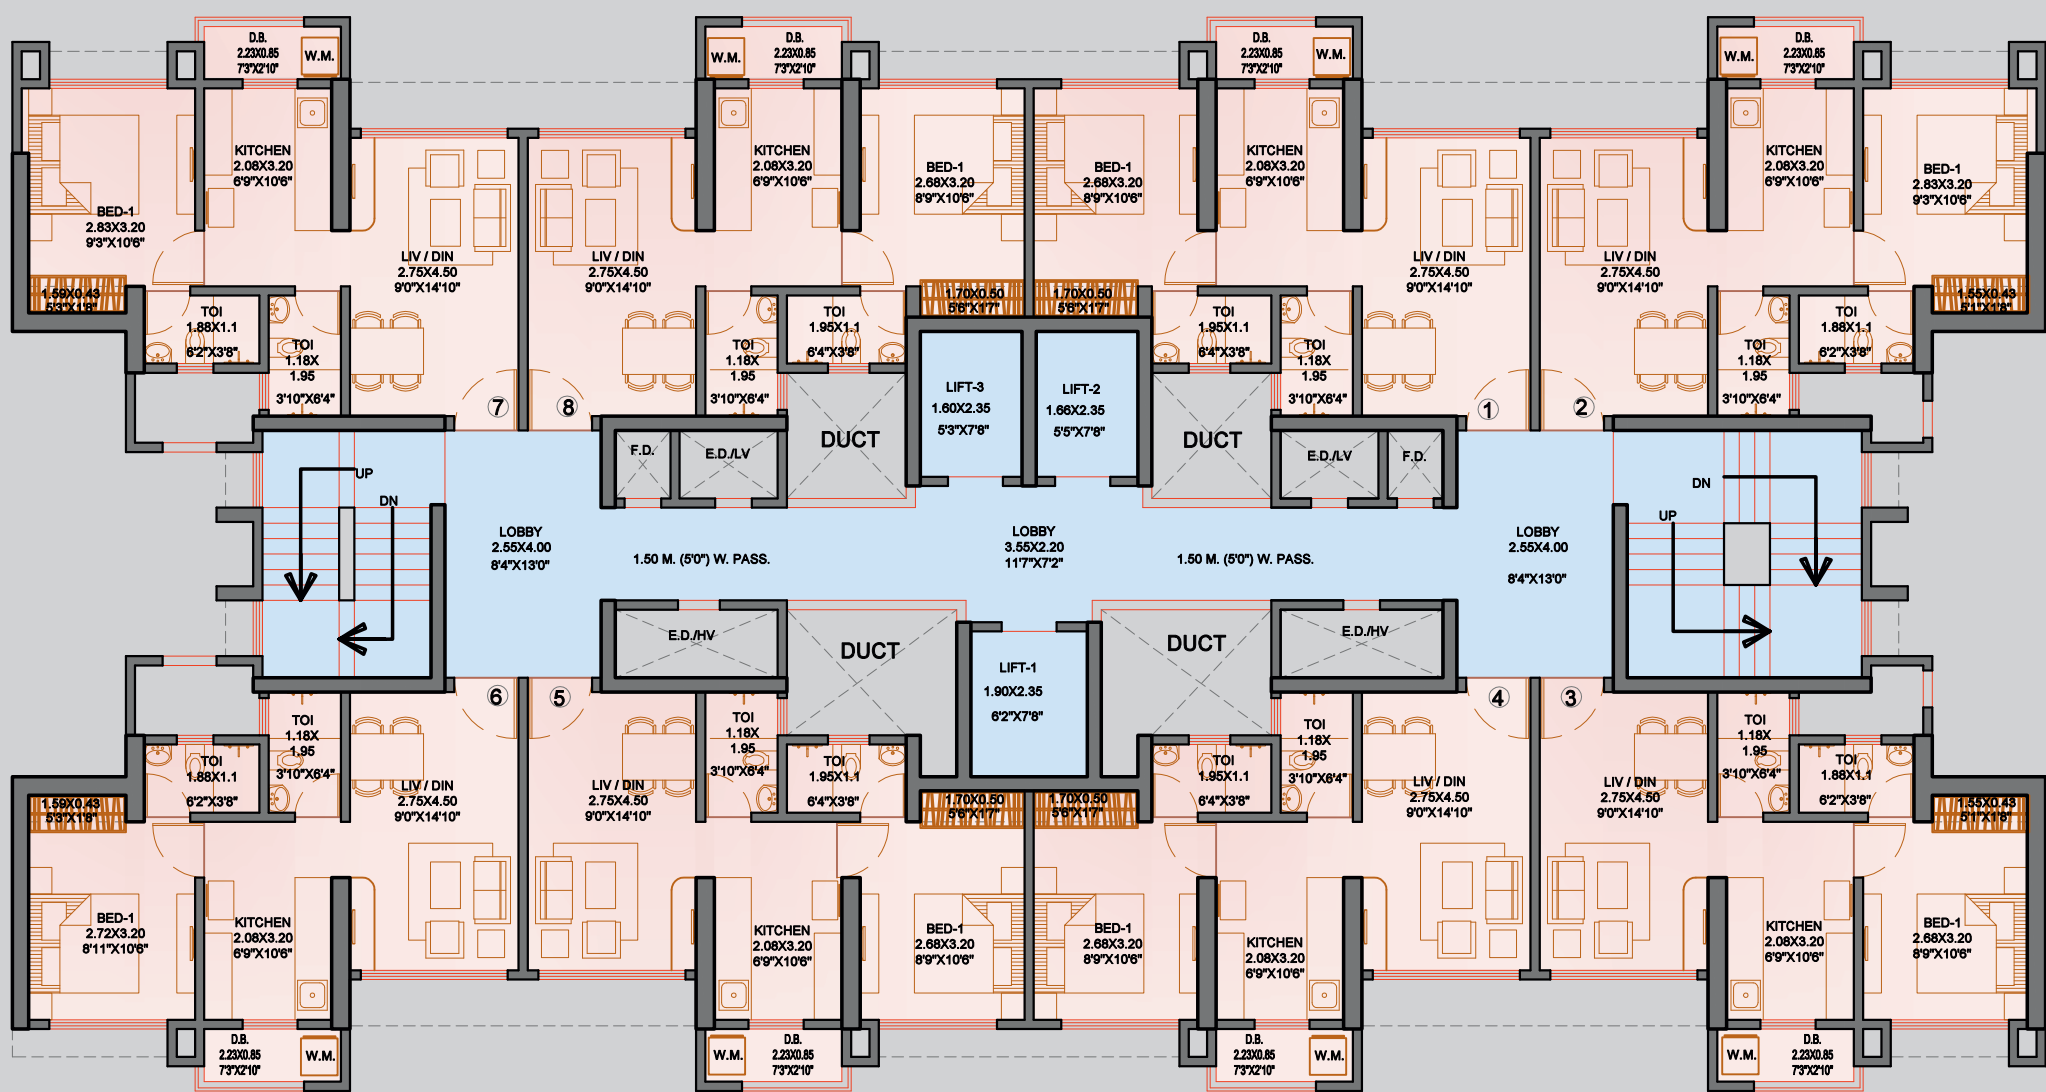 D.B.
2.23X0.85
7'3"X2'10"
W.M.
W.M.
D.B.
2.23X0.85
7'3"X2'10"
D.B.
2.23X0.85
7'3"X2'10"
W.M.
W.M.
D.B.
2.23X0.85
7'3"X2'10"
BED-1
2.83X3.20
9'3"X10'6"
KITCHEN
2.08X3.20
6'9"X10'6"
LIV / DIN
2.75X4.50
9'0"X14'10"
LIV / DIN
2.75X4.50
9'0"X14'10"
KITCHEN
2.08X3.20
6'9"X10'6"
BED-1
2.68X3.20
8'9"X10'6"
BED-1
2.68X3.20
8'9"X10'6"
KITCHEN
2.08X3.20
6'9"X10'6"
LIV / DIN
2.75X4.50
9'0"X14'10"
LIV / DIN
2.75X4.50
9'0"X14'10"
KITCHEN
2.08X3.20
6'9"X10'6"
BED-1
2.83X3.20
9'3"X10'6"
1.59X0.43
5'3"X1'8"
TOI
1.88X1.1
6'2"X3'8"
TOI
1.18X
1.95
3'10"X6'4"
7
8
TOI
1.18X
1.95
3'10"X6'4"
TOI
1.95X1.1
6'4"X3'8"
1.70X0.50
5'6"X1'7"
1.70X0.50
5'6"X1'7"
TOI
1.95X1.1
6'4"X3'8"
TOI
1.18X
1.95
3'10"X6'4"
1
2
TOI
1.18X
1.95
3'10"X6'4"
TOI
1.88X1.1
6'2"X3'8"
1.55X0.43
5'1"X1'8"
LIFT-3
1.60X2.35
5'3"X7'8"
LIFT-2
1.66X2.35
5'5"X7'8"
UP
DN
F.D.
E.D./LV
DUCT
DUCT
E.D./LV
F.D.
DN
UP
LOBBY
2.55X4.00
8'4"X13'0"
1.50 M. (5'0") W. PASS.
LOBBY
3.55X2.20
11'7"X7'2"
1.50 M. (5'0") W. PASS.
LOBBY
2.55X4.00
8'4"X13'0"
E.D./HV
DUCT
LIFT-1
1.90X2.35
6'2"X7'8"
DUCT
E.D./HV
6
5
4
3
1.59X0.43
5'3"X1'8"
TOI
1.88X1.1
6'2"X3'8"
TOI
1.18X
1.95
3'10"X6'4"
LIV / DIN
2.75X4.50
9'0"X14'10"
LIV / DIN
2.75X4.50
9'0"X14'10"
TOI
1.18X
1.95
3'10"X6'4"
TOI
1.95X1.1
6'4"X3'8"
1.70X0.50
5'6"X1'7"
1.70X0.50
5'6"X1'7"
TOI
1.95X1.1
6'4"X3'8"
TOI
1.18X
1.95
3'10"X6'4"
LIV / DIN
2.75X4.50
9'0"X14'10"
LIV / DIN
2.75X4.50
9'0"X14'10"
TOI
1.18X
1.95
3'10"X6'4"
TOI
1.88X1.1
6'2"X3'8"
1.55X0.43
5'1"X1'8"
BED-1
2.72X3.20
8'11"X10'6"
KITCHEN
2.08X3.20
6'9"X10'6"
KITCHEN
2.08X3.20
6'9"X10'6"
BED-1
2.68X3.20
8'9"X10'6"
BED-1
2.68X3.20
8'9"X10'6"
KITCHEN
2.08X3.20
6'9"X10'6"
KITCHEN
2.08X3.20
6'9"X10'6"
BED-1
2.68X3.20
8'9"X10'6"
D.B.
2.23X0.85
7'3"X2'10"
W.M.
W.M.
D.B.
2.23X0.85
7'3"X2'10"
D.B.
2.23X0.85
7'3"X2'10"
W.M.
W.M.
D.B.
2.23X0.85
7'3"X2'10"